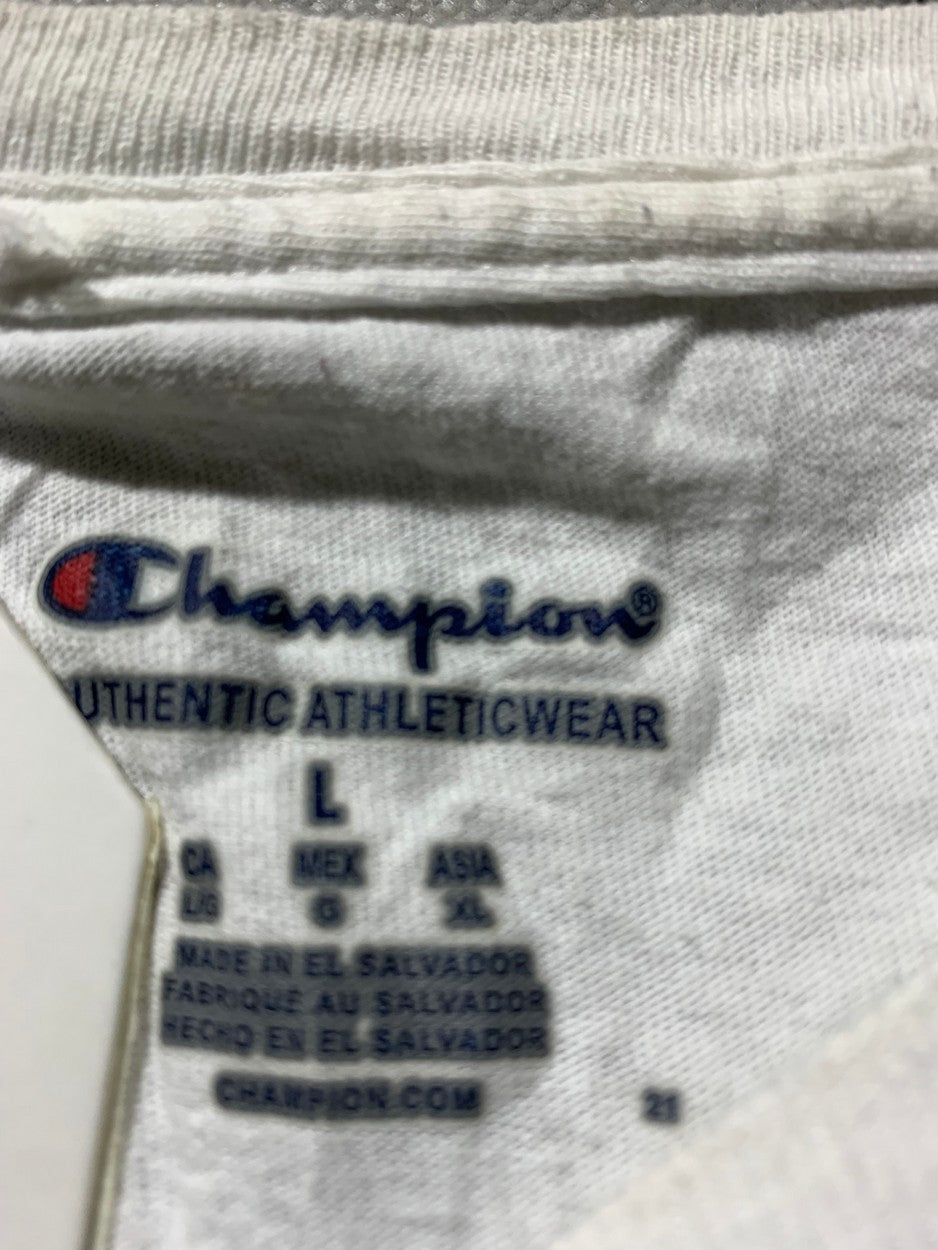 Champion®
UTHENTIC ATHLETICWEAR
L
CA MEX ASIA
L/G G XL
MADE IN EL SALVADOR
FABRIQUÉ AU SALVADOR
HECHO EN EL SALVADOR
CHAMPION.COM 21